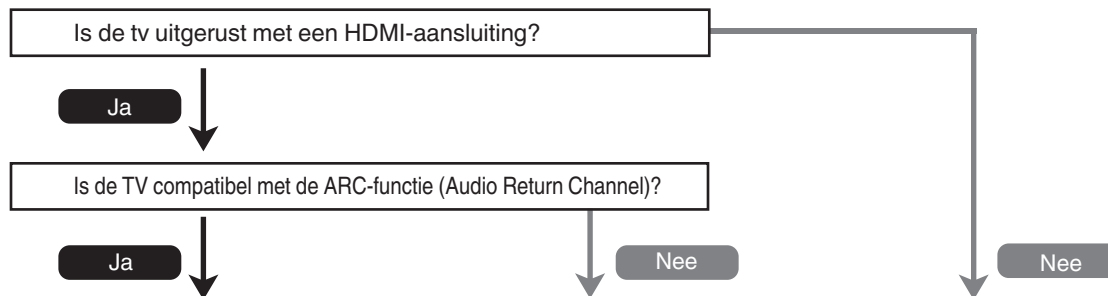 Is de tv uitgerust met een HDMI-aansluiting?
Ja
Is de TV compatibel met de ARC-functie (Audio Return Channel)?
Ja
Nee
Nee